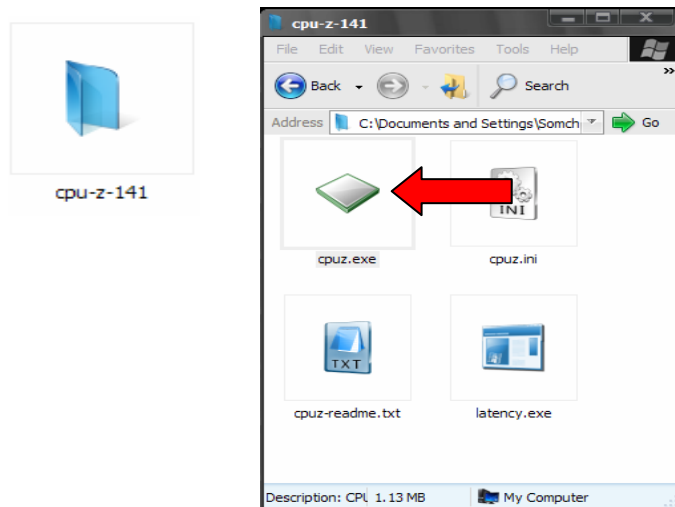 cpu-z-141
cpu-z-141
File Edit View Favorites Tools Help
Back Search
Address C:\Documents and Settings\Somch Go
INI
cpuz.exe cpuz.ini
TXT
cpuz-readme.txt latency.exe
Description: CPU 1.13 MB My Computer